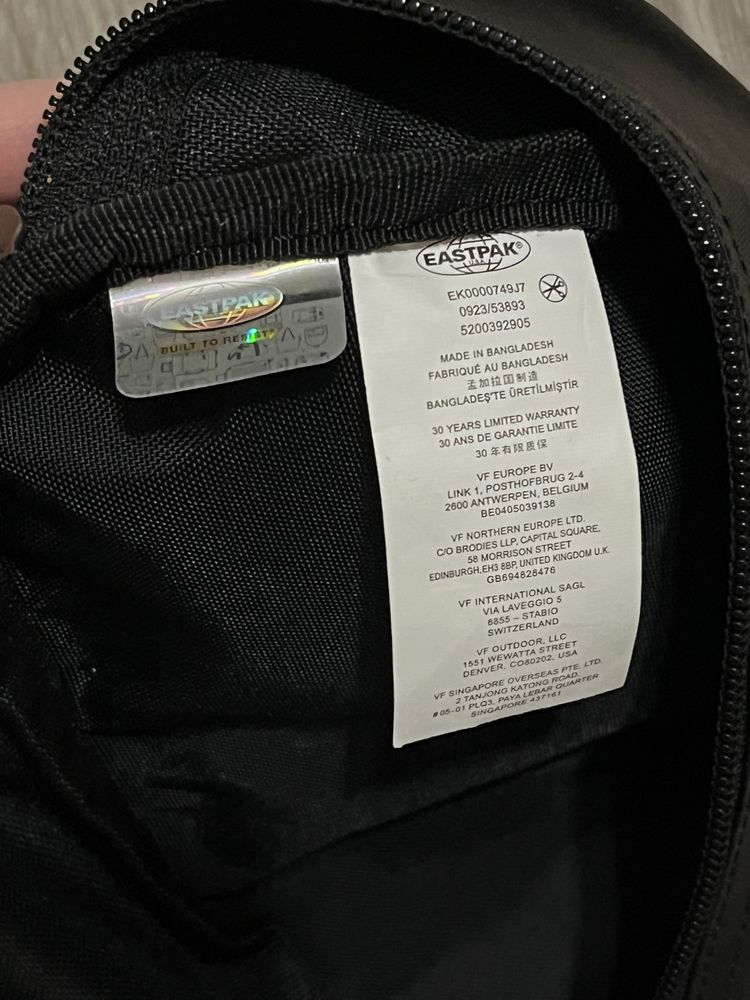 EASTPAK
BUILT TO RESIST
EASTPAK®
USA
EK0000749J7
0923/53893
5200392905
MADE IN BANGLADESH
FABRIQUÉ AU BANGLADESH
孟加拉国制造
BANGLADEŞ'TE ÜRETİLMİŞTİR
30 YEARS LIMITED WARRANTY
30 ANS DE GARANTIE LIMITE
30 年有限质保
VF EUROPE BV
LINK 1, POSTHOFBRUG 2-4
2600 ANTWERPEN, BELGIUM
BE0405039138
VF NORTHERN EUROPE LTD.
C/O BRODIES LLP, CAPITAL SQUARE,
58 MORRISON STREET
EDINBURGH,EH3 8BP, UNITED KINGDOM U.K.
GB694828476
VF INTERNATIONAL SAGL
VIA LAVEGGIO 5
6855 – STABIO
SWITZERLAND
VF OUTDOOR, LLC
1551 WEWATTA STREET
DENVER, CO80202, USA
VF SINGAPORE OVERSEAS PTE. LTD.
2 TANJONG KATONG ROAD,
#05-01 PLQ3, PAYA LEBAR QUARTER
SINGAPORE 437161